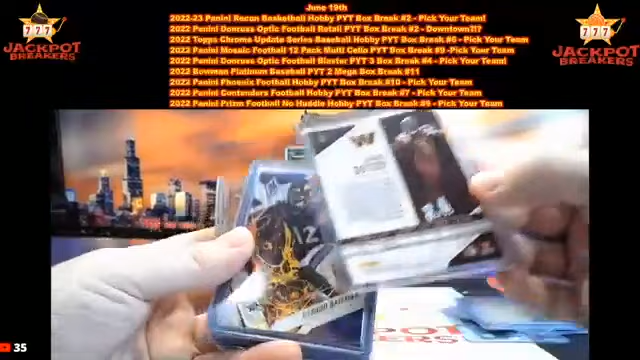 June 19th
2022-23 Panini Recon Basketball Hobby PYT Box Break #2 - Pick Your Team!
2022 Panini Donruss Optic Football Retail PYT Box Break #2 - Downtown?!?
2022 Topps Chrome Update Series Baseball Hobby PYT Box Break #6 - Pick Your Team
2022 Panini Mosaic Football 12 Pack Multi Cello PYT Box Break #9 -Pick Your Team
2022 Panini Donruss Optic Football Blaster PYT 3 Box Break #4 - Pick Your Team!
2022 Bowman Platinum Baseball PYT 2 Mega Box Break #11
2022 Panini Phoenix Football Hobby PYT Box Break #10 - Pick Your Team
2022 Panini Contenders Football Hobby PYT Box Break #7 - Pick Your Team
2022 Panini Prizm Football No Huddle Hobby PYT Box Break #9 - Pick Your Team
777
JACKPOT
BREAKERS
777
JACKPOT
BREAKERS
12
35